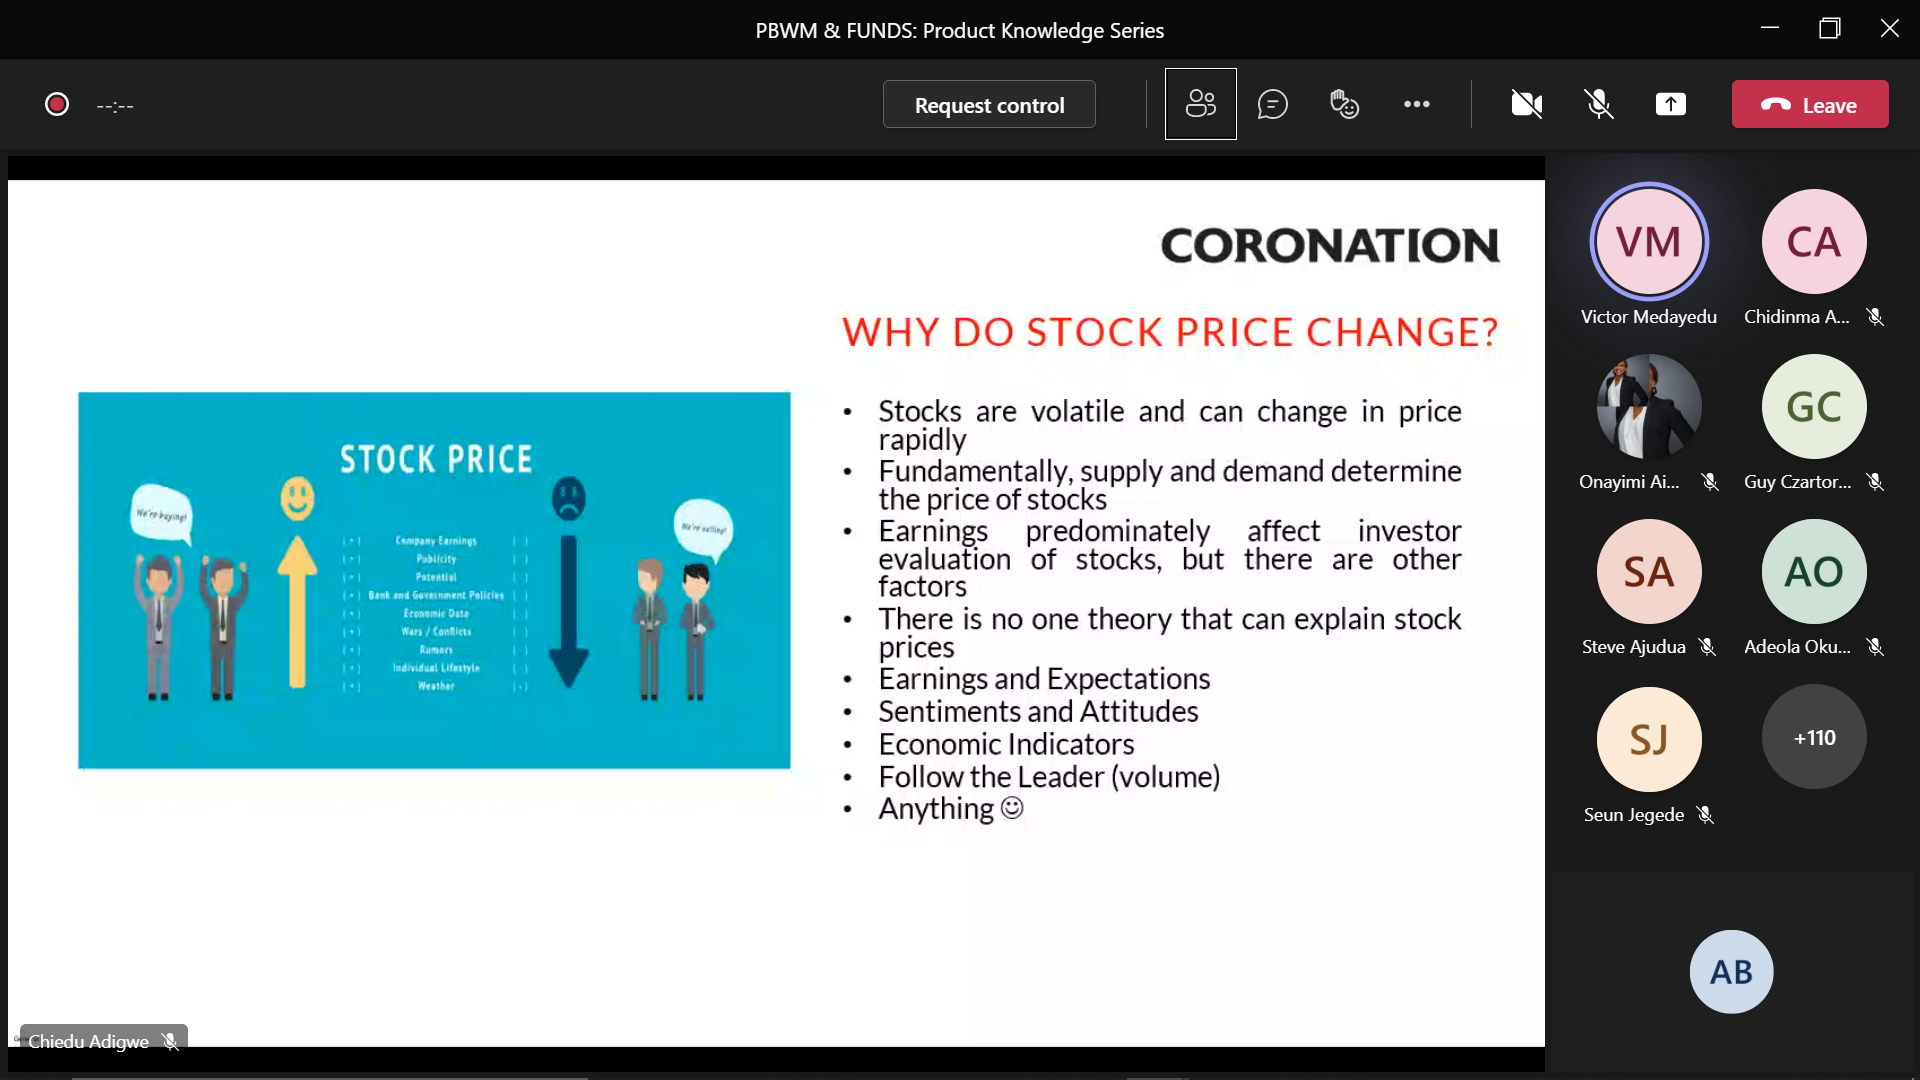 PBWM & FUNDS: Product Knowledge Series
--:--
Request control
Leave
CORONATION
WHY DO STOCK PRICE CHANGE?
• Stocks are volatile and can change in price
rapidly
• Fundamentally, supply and demand determine
the price of stocks
• Earnings predominately affect investor
evaluation of stocks, but there are other
factors
• There is no one theory that can explain stock
prices
• Earnings and Expectations
• Sentiments and Attitudes
• Economic Indicators
• Follow the Leader (volume)
• Anything ☺
STOCK PRICE
We're buying!
We're selling!
Company Earnings
Publicity
Potential
Bank and Government Policies
Economic Data
Wars / Conflicts
Rumors
Individual Lifestyle
Weather
Chiedu Adigwe
VM
Victor Medayedu
CA
Chidinma A...
Onayimi Ai...
GC
Guy Czartor...
SA
Steve Ajudua
AO
Adeola Oku...
SJ
Seun Jegede
+110
AB